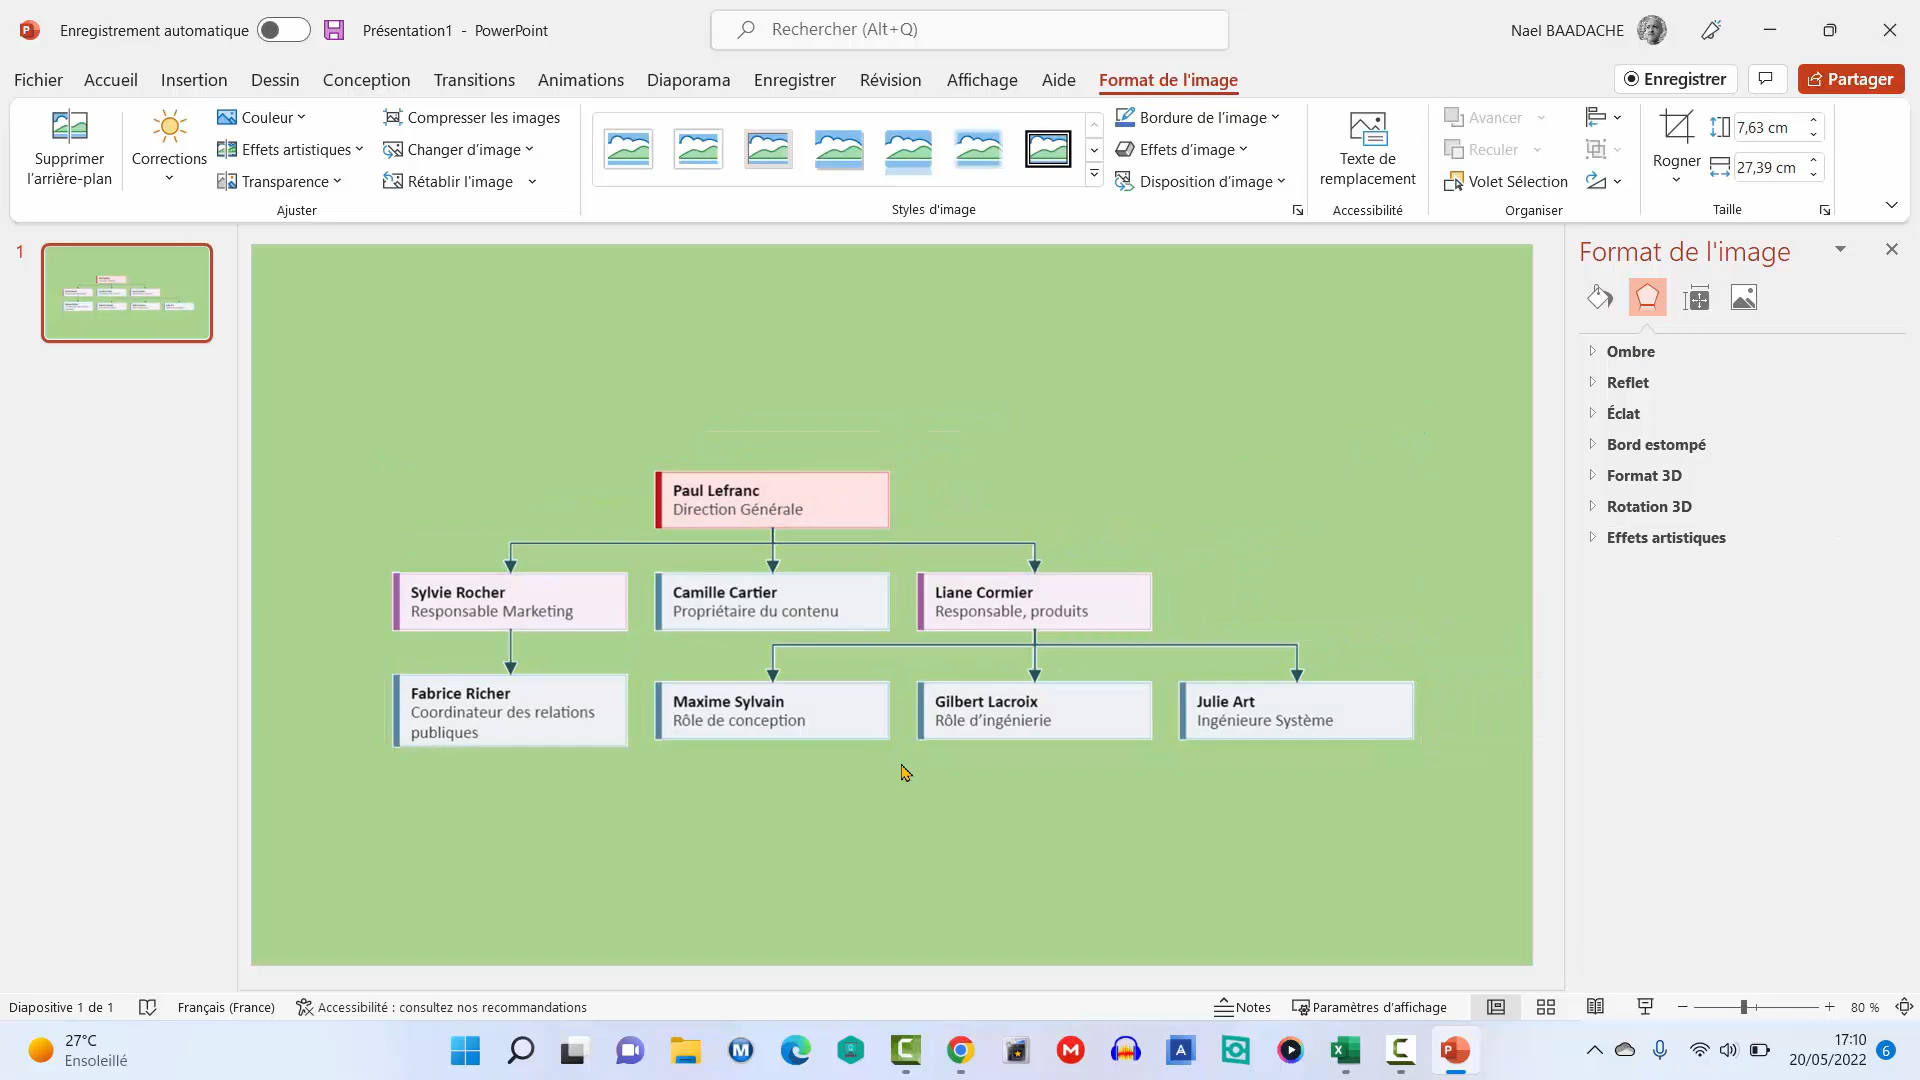 Enregistrement automatique
Présentation1 - PowerPoint
Rechercher (Alt+Q)
Nael BAADACHE
Fichier
Accueil
Insertion
Dessin
Conception
Transitions
Animations
Diaporama
Enregistrer
Révision
Affichage
Aide
Format de l'image
Enregistrer
Partager
Supprimer
l'arrière-plan
Corrections
Couleur
Effets artistiques
Transparence
Compresser les images
Changer d'image
Rétablir l'image
Ajuster
Styles d'image
Bordure de l'image
Effets d'image
Disposition d'image
Texte de
remplacement
Accessibilité
Avancer
Reculer
Volet Sélection
Organiser
Rogner
7,63 cm
27,39 cm
Taille
1
Paul Lefranc
Direction Générale
Sylvie Rocher
Responsable Marketing
Camille Cartier
Propriétaire du contenu
Liane Cormier
Responsable, produits
Fabrice Richer
Coordinateur des relations
publiques
Maxime Sylvain
Rôle de conception
Gilbert Lacroix
Rôle d'ingénierie
Julie Art
Ingénieure Système
Format de l'image
Ombre
Reflet
Éclat
Bord estompé
Format 3D
Rotation 3D
Effets artistiques
Diapositive 1 de 1
Français (France)
Accessibilité : consultez nos recommandations
Notes
Paramètres d'affichage
80 %
27°C
Ensoleillé
17:10
20/05/2022
6